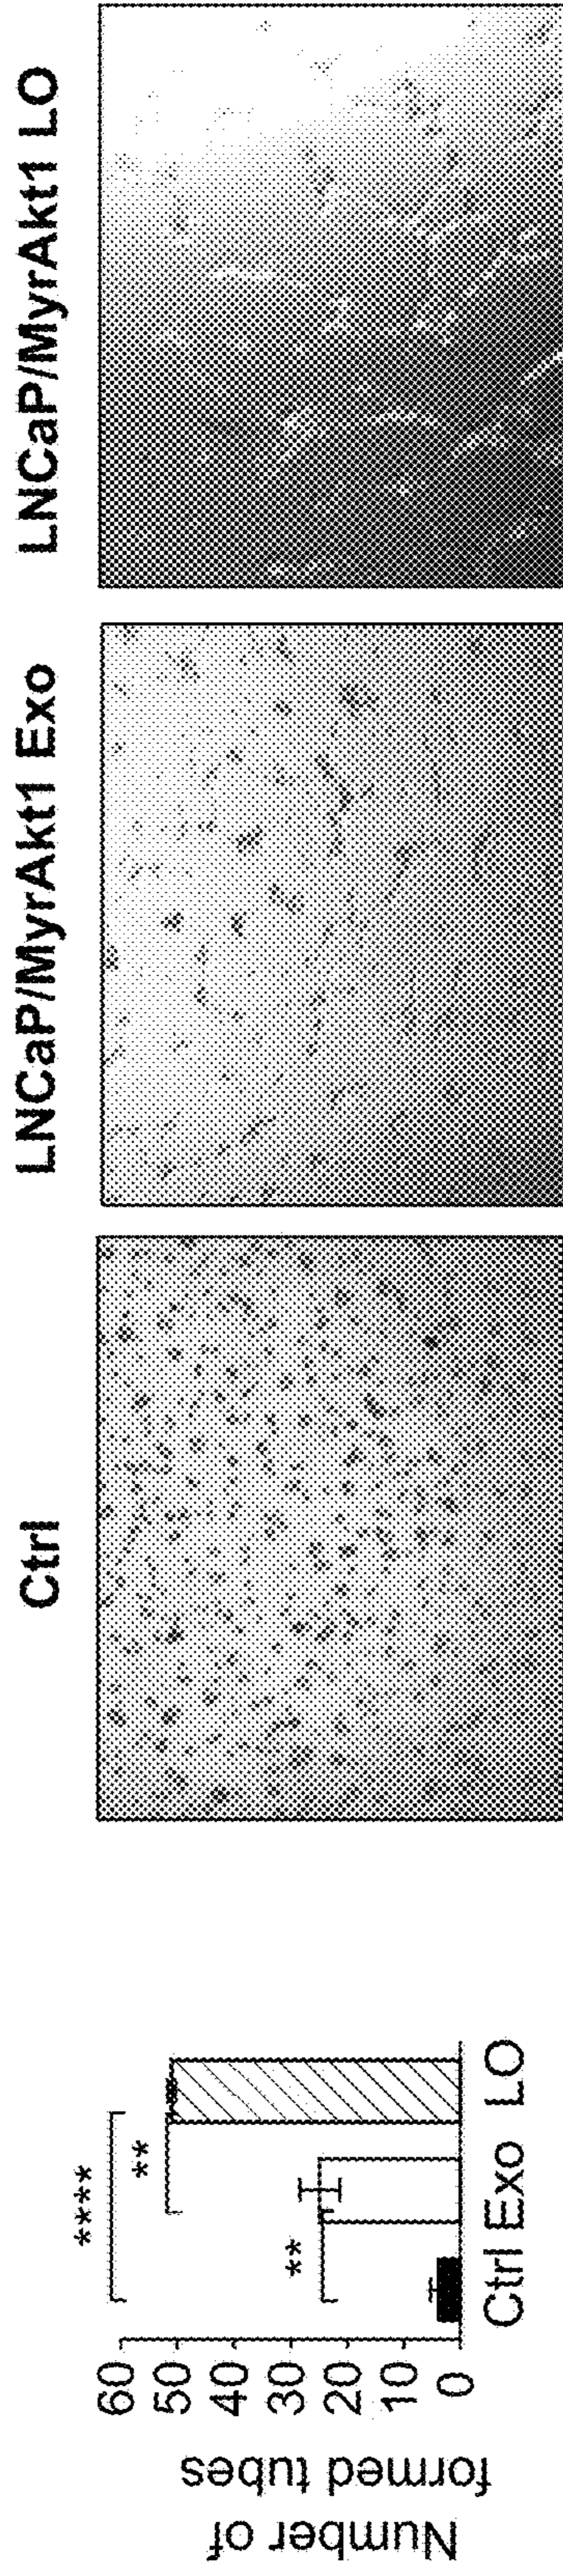 Number of
formed tubes
60
50
40
30
20
10
0
****
**
**
Ctrl Exo LO
Ctrl
LNCaP/MyrAkt1 Exo
LNCaP/MyrAkt1 LO